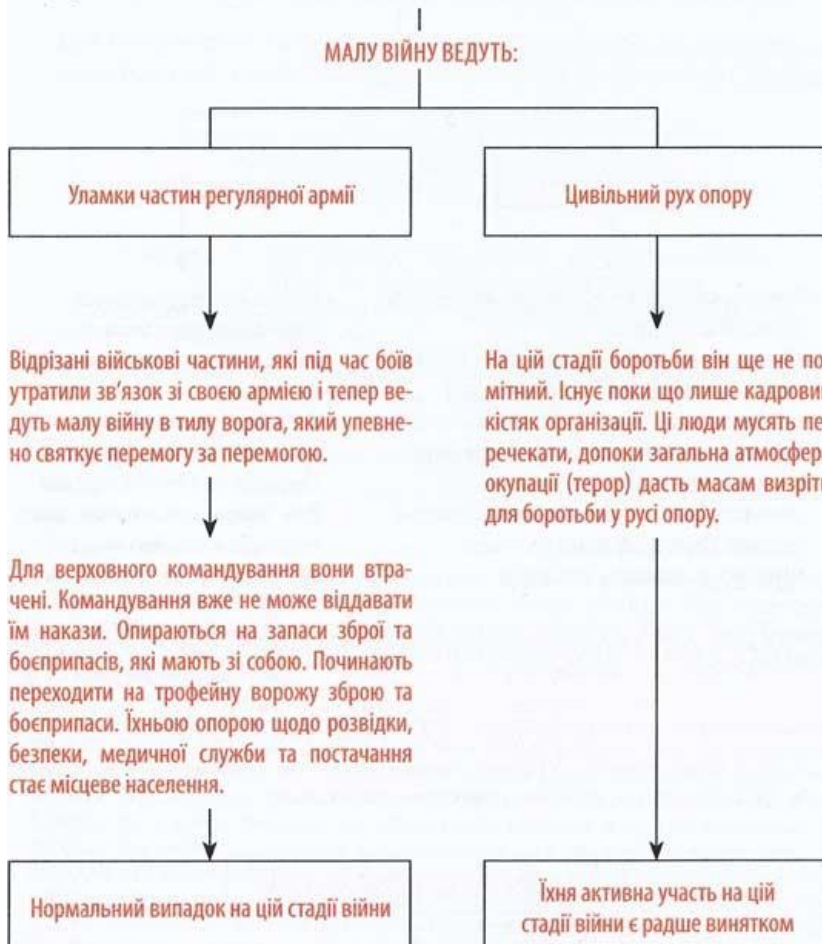 МАЛУ ВІЙНУ ВЕДУТЬ:
Уламки частин регулярної армії
Відрізані військові частини, які під час боїв
утратили зв'язок зі своєю армією і тепер ве-
дуть малу війну в тилу ворога, який упевне-
но святкує перемогу за перемогою.
Для верховного командування вони втра-
чені. Командування вже не може віддавати
їм накази. Опираються на запаси зброї та
боєприпасів, які мають зі собою. Починають
переходити на трофейну ворожу зброю та
боєприпаси. Їхньою опорою щодо розвідки,
безпеки, медичної служби та постачання
стає місцеве населення.
Нормальний випадок на цій стадії війни
Цивільний рух опору
На цій стадії боротьби він ще не по
мітний. Існує поки що лише кадрови
кістяк організації. Ці люди мусять пе
речекати, допоки загальна атмосфер
окупації (терор) дасть масам визріт
для боротьби у русі опору.
Їхня активна участь на цій
стадії війни є радше винятком